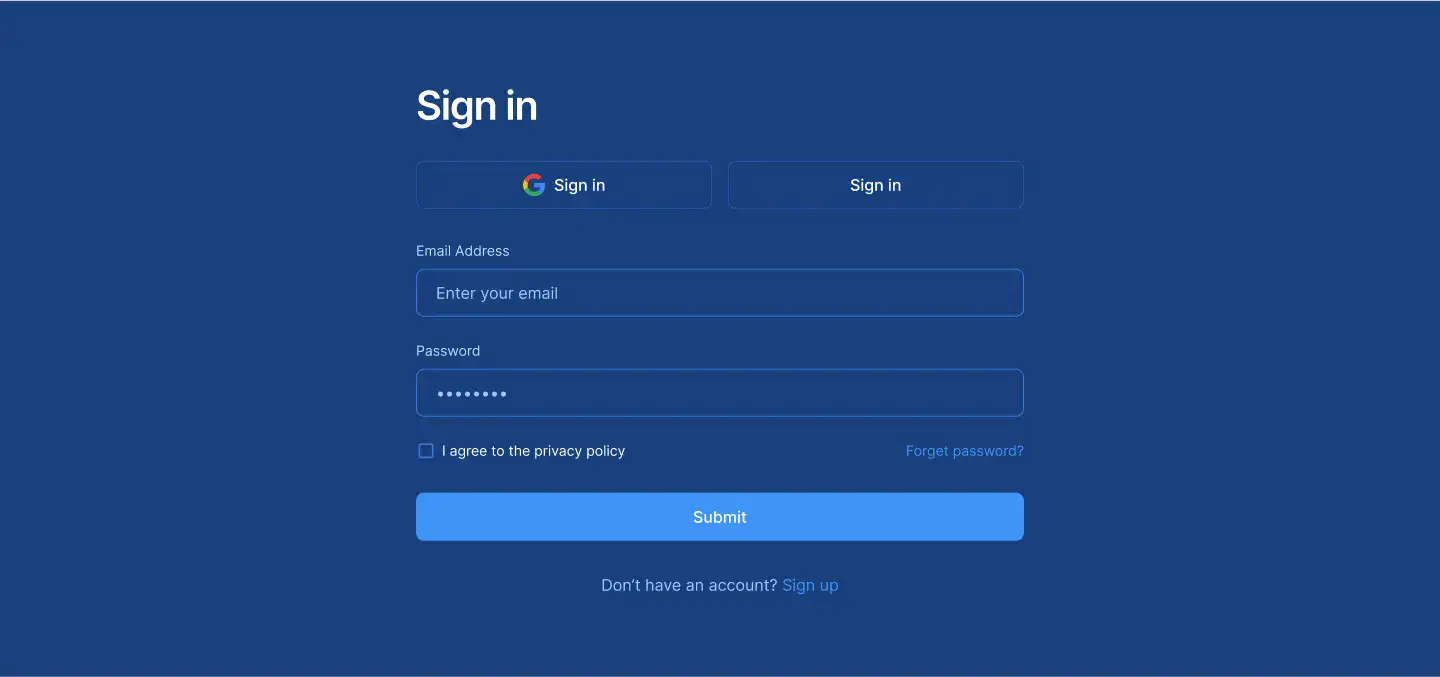 Sign in
Sign in
Sign in
Email Address
Enter your email
Password
••••••••
I agree to the privacy policy
Forget password?
Submit
Don’t have an account? Sign up